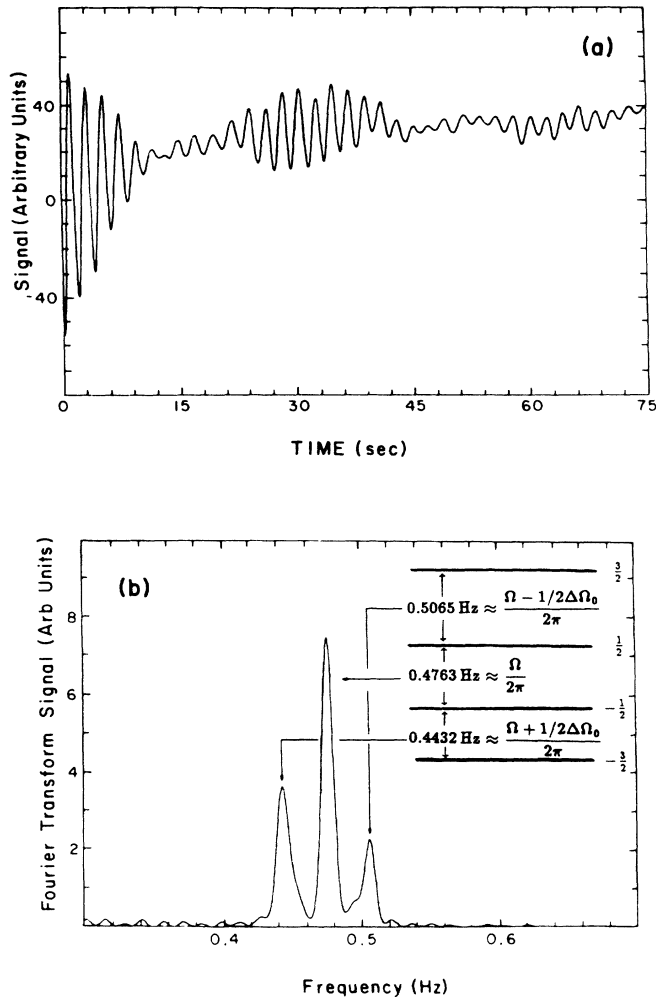 (a)
Signal (Arbitrary Units)
40
0
-40
0 15 30 45 60 75
TIME (sec)
(b)
Fourier Transform Signal (Arb Units)
8
6
4
2
3/2
0.5065 Hz ≈ (Ω − 1/2ΔΩ₀)/2π
1/2
0.4763 Hz ≈ Ω/2π
−1/2
0.4432 Hz ≈ (Ω + 1/2ΔΩ₀)/2π
−3/2
0.4 0.5 0.6
Frequency (Hz)